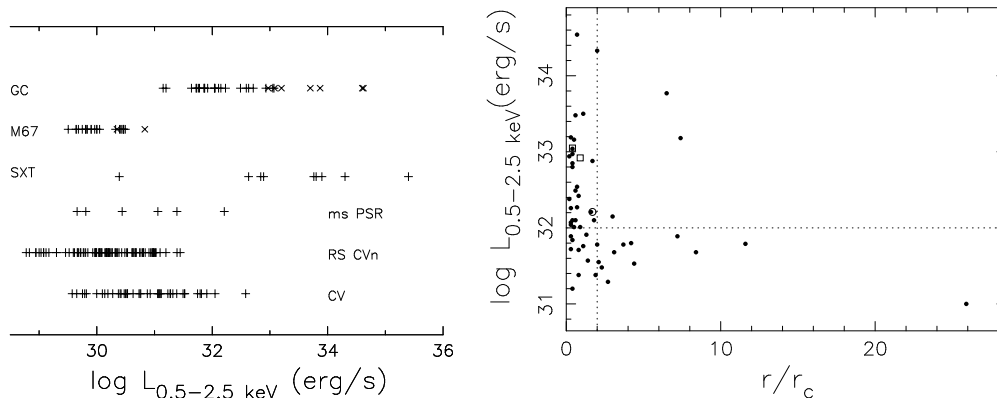 GC
M67
SXT
ms PSR
RS CVn
CV
30 32 34 36
log L0.5−2.5 keV (erg/s)
log L0.5−2.5 keV(erg/s)
34
33
32
31
0 10 20
r/rc